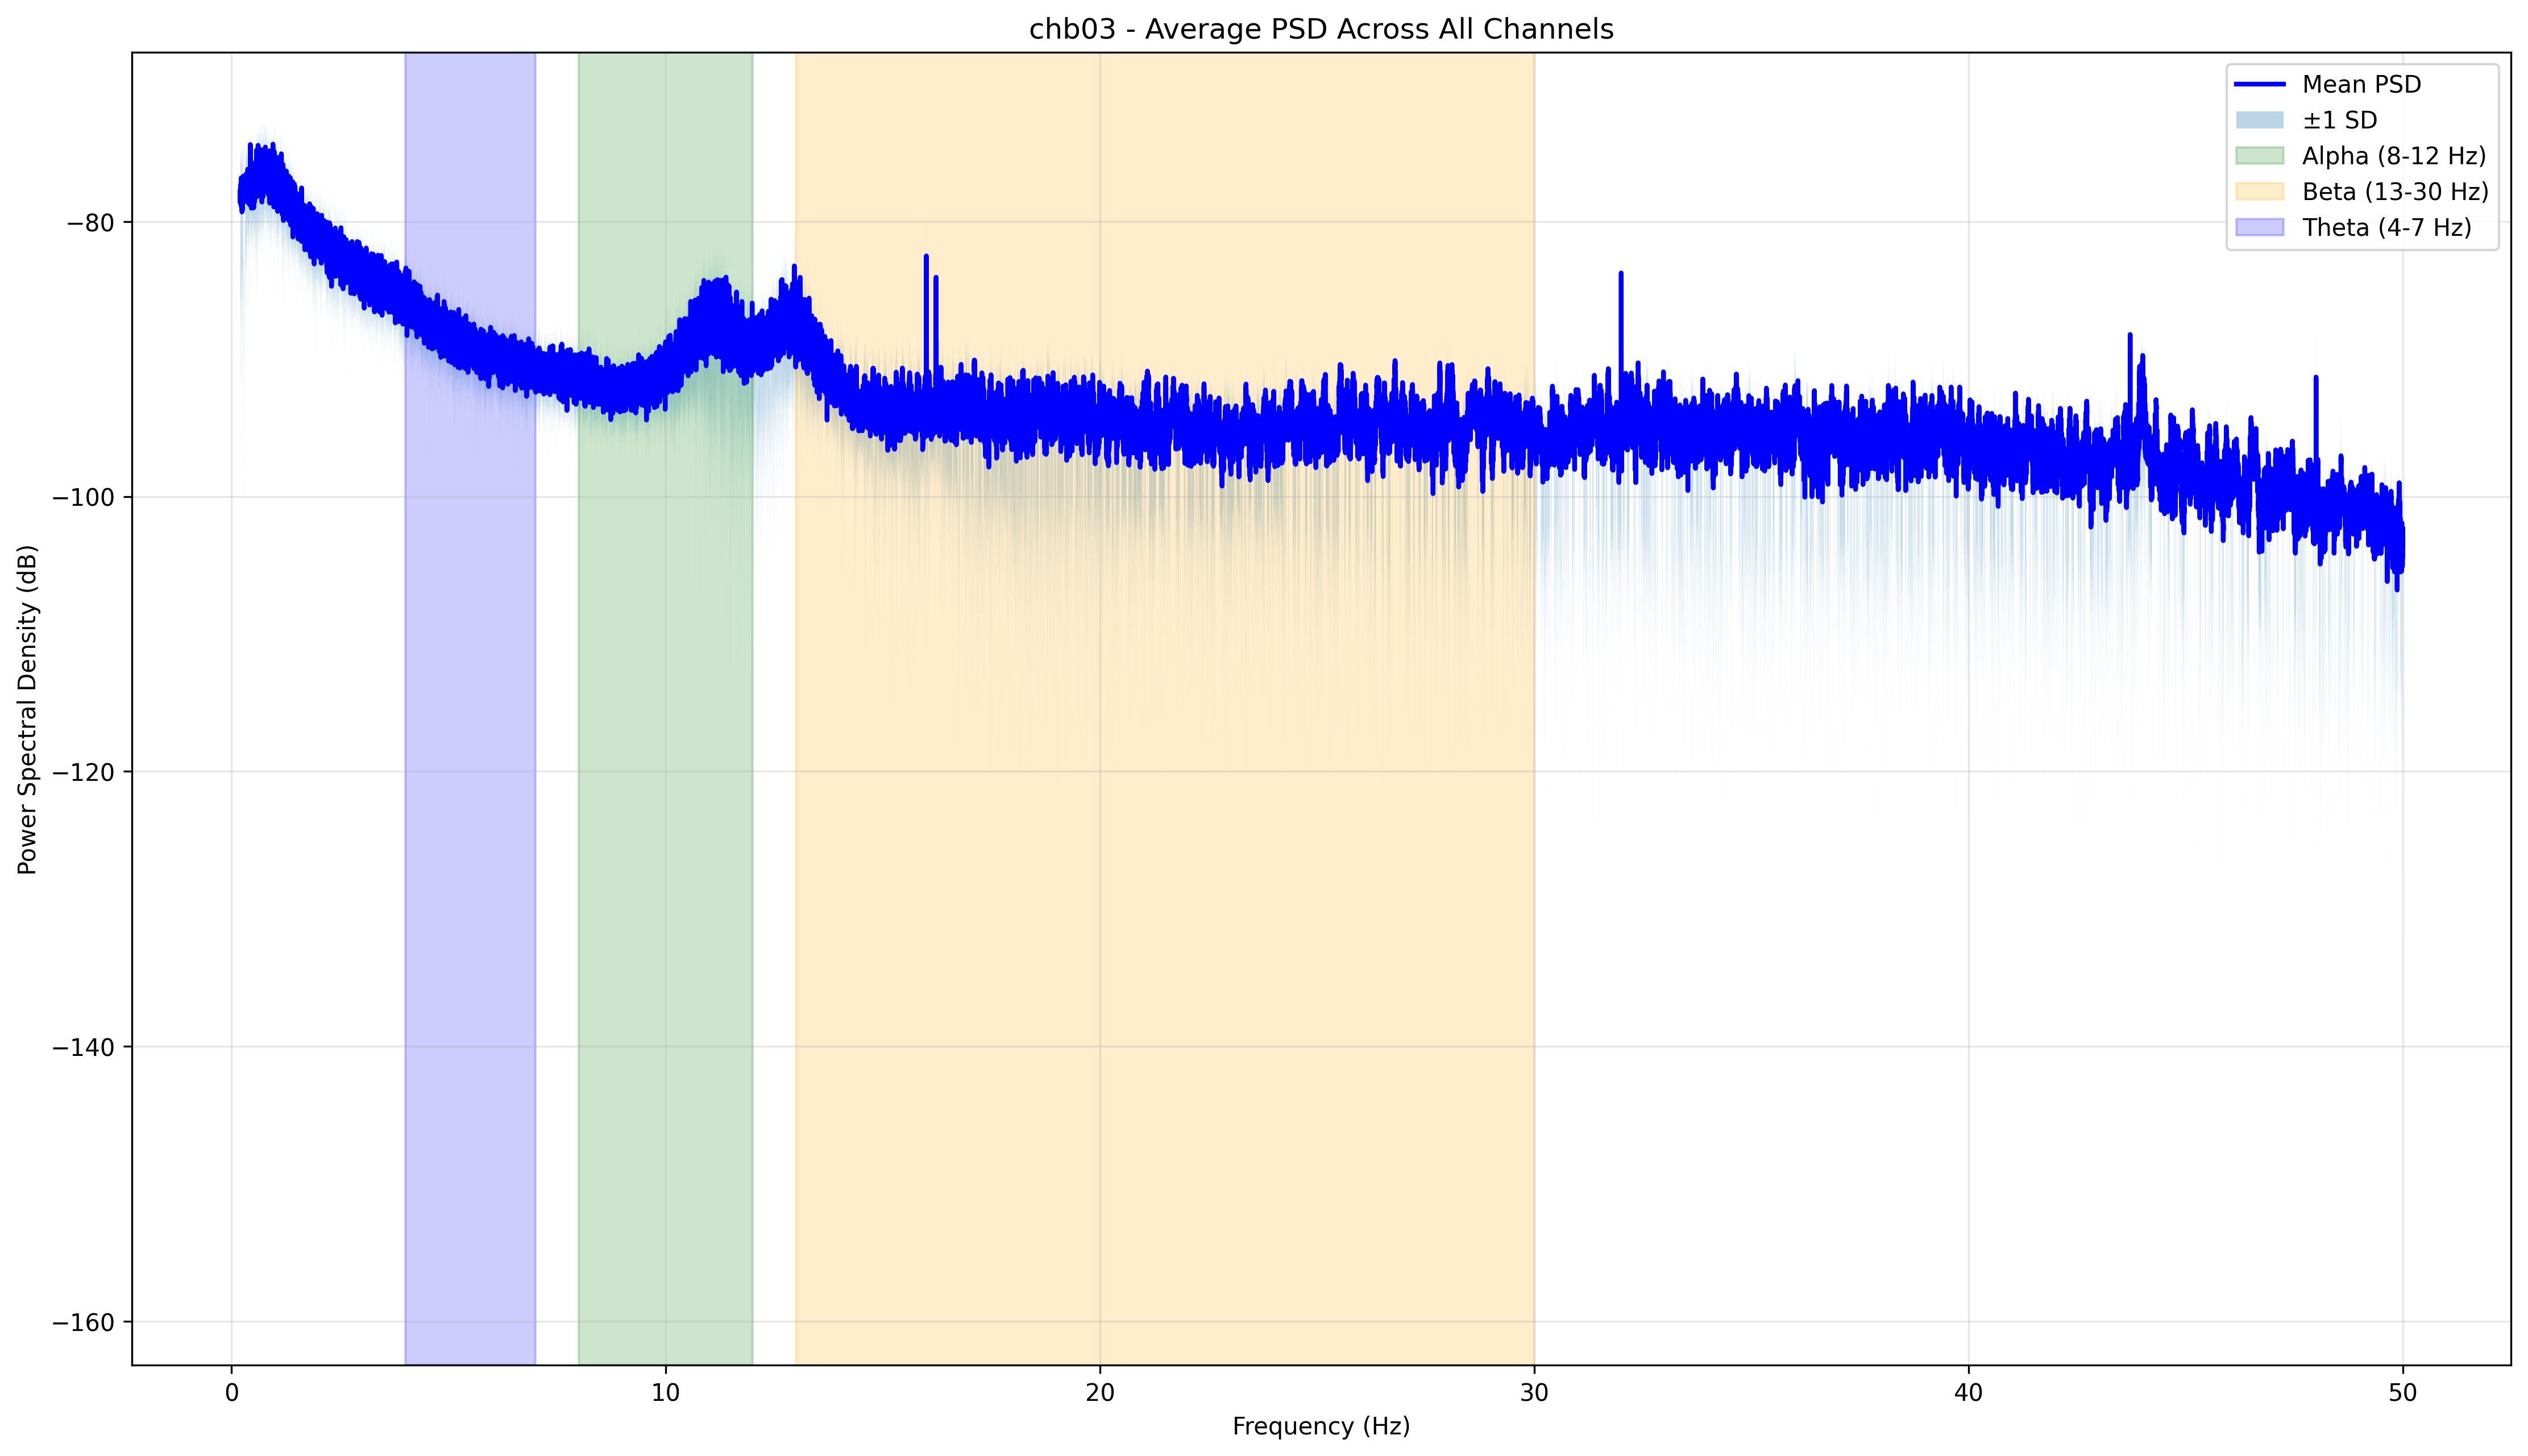 chb03 - Average PSD Across All Channels
Mean PSD
±1 SD
Alpha (8-12 Hz)
Beta (13-30 Hz)
Theta (4-7 Hz)
Power Spectral Density (dB)
−80
−100
−120
−140
−160
0 10 20 30 40 50
Frequency (Hz)